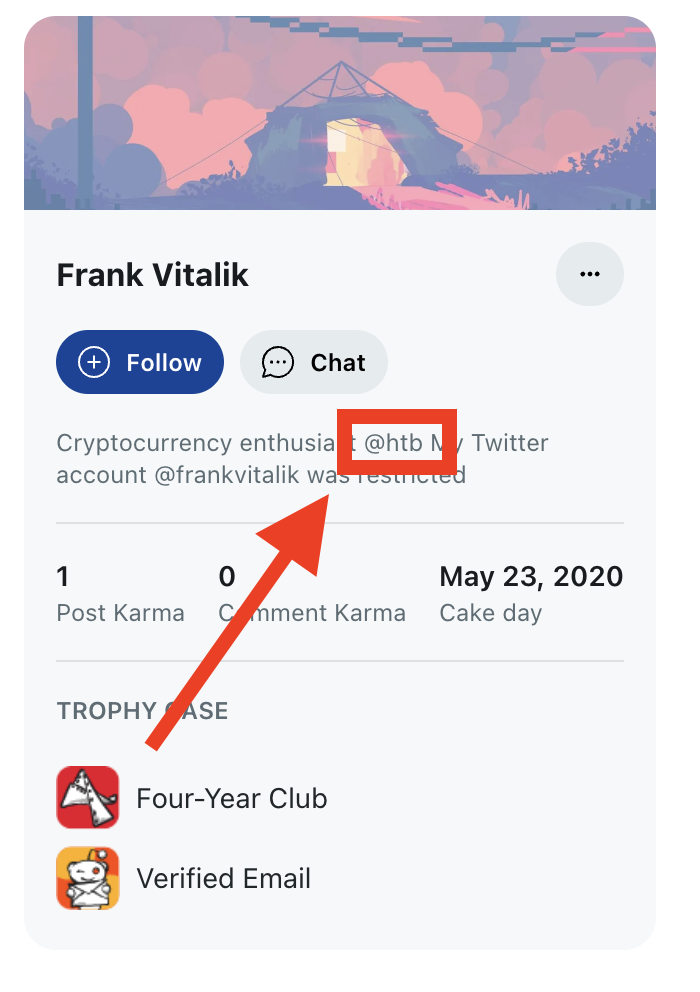 Frank Vitalik
Follow
Chat
Cryptocurrency enthusiast @htb My Twitter
account @frankvitalik was restricted
1
0
May 23, 2020
Post Karma
Comment Karma
Cake day
TROPHY CASE
Four-Year Club
Verified Email